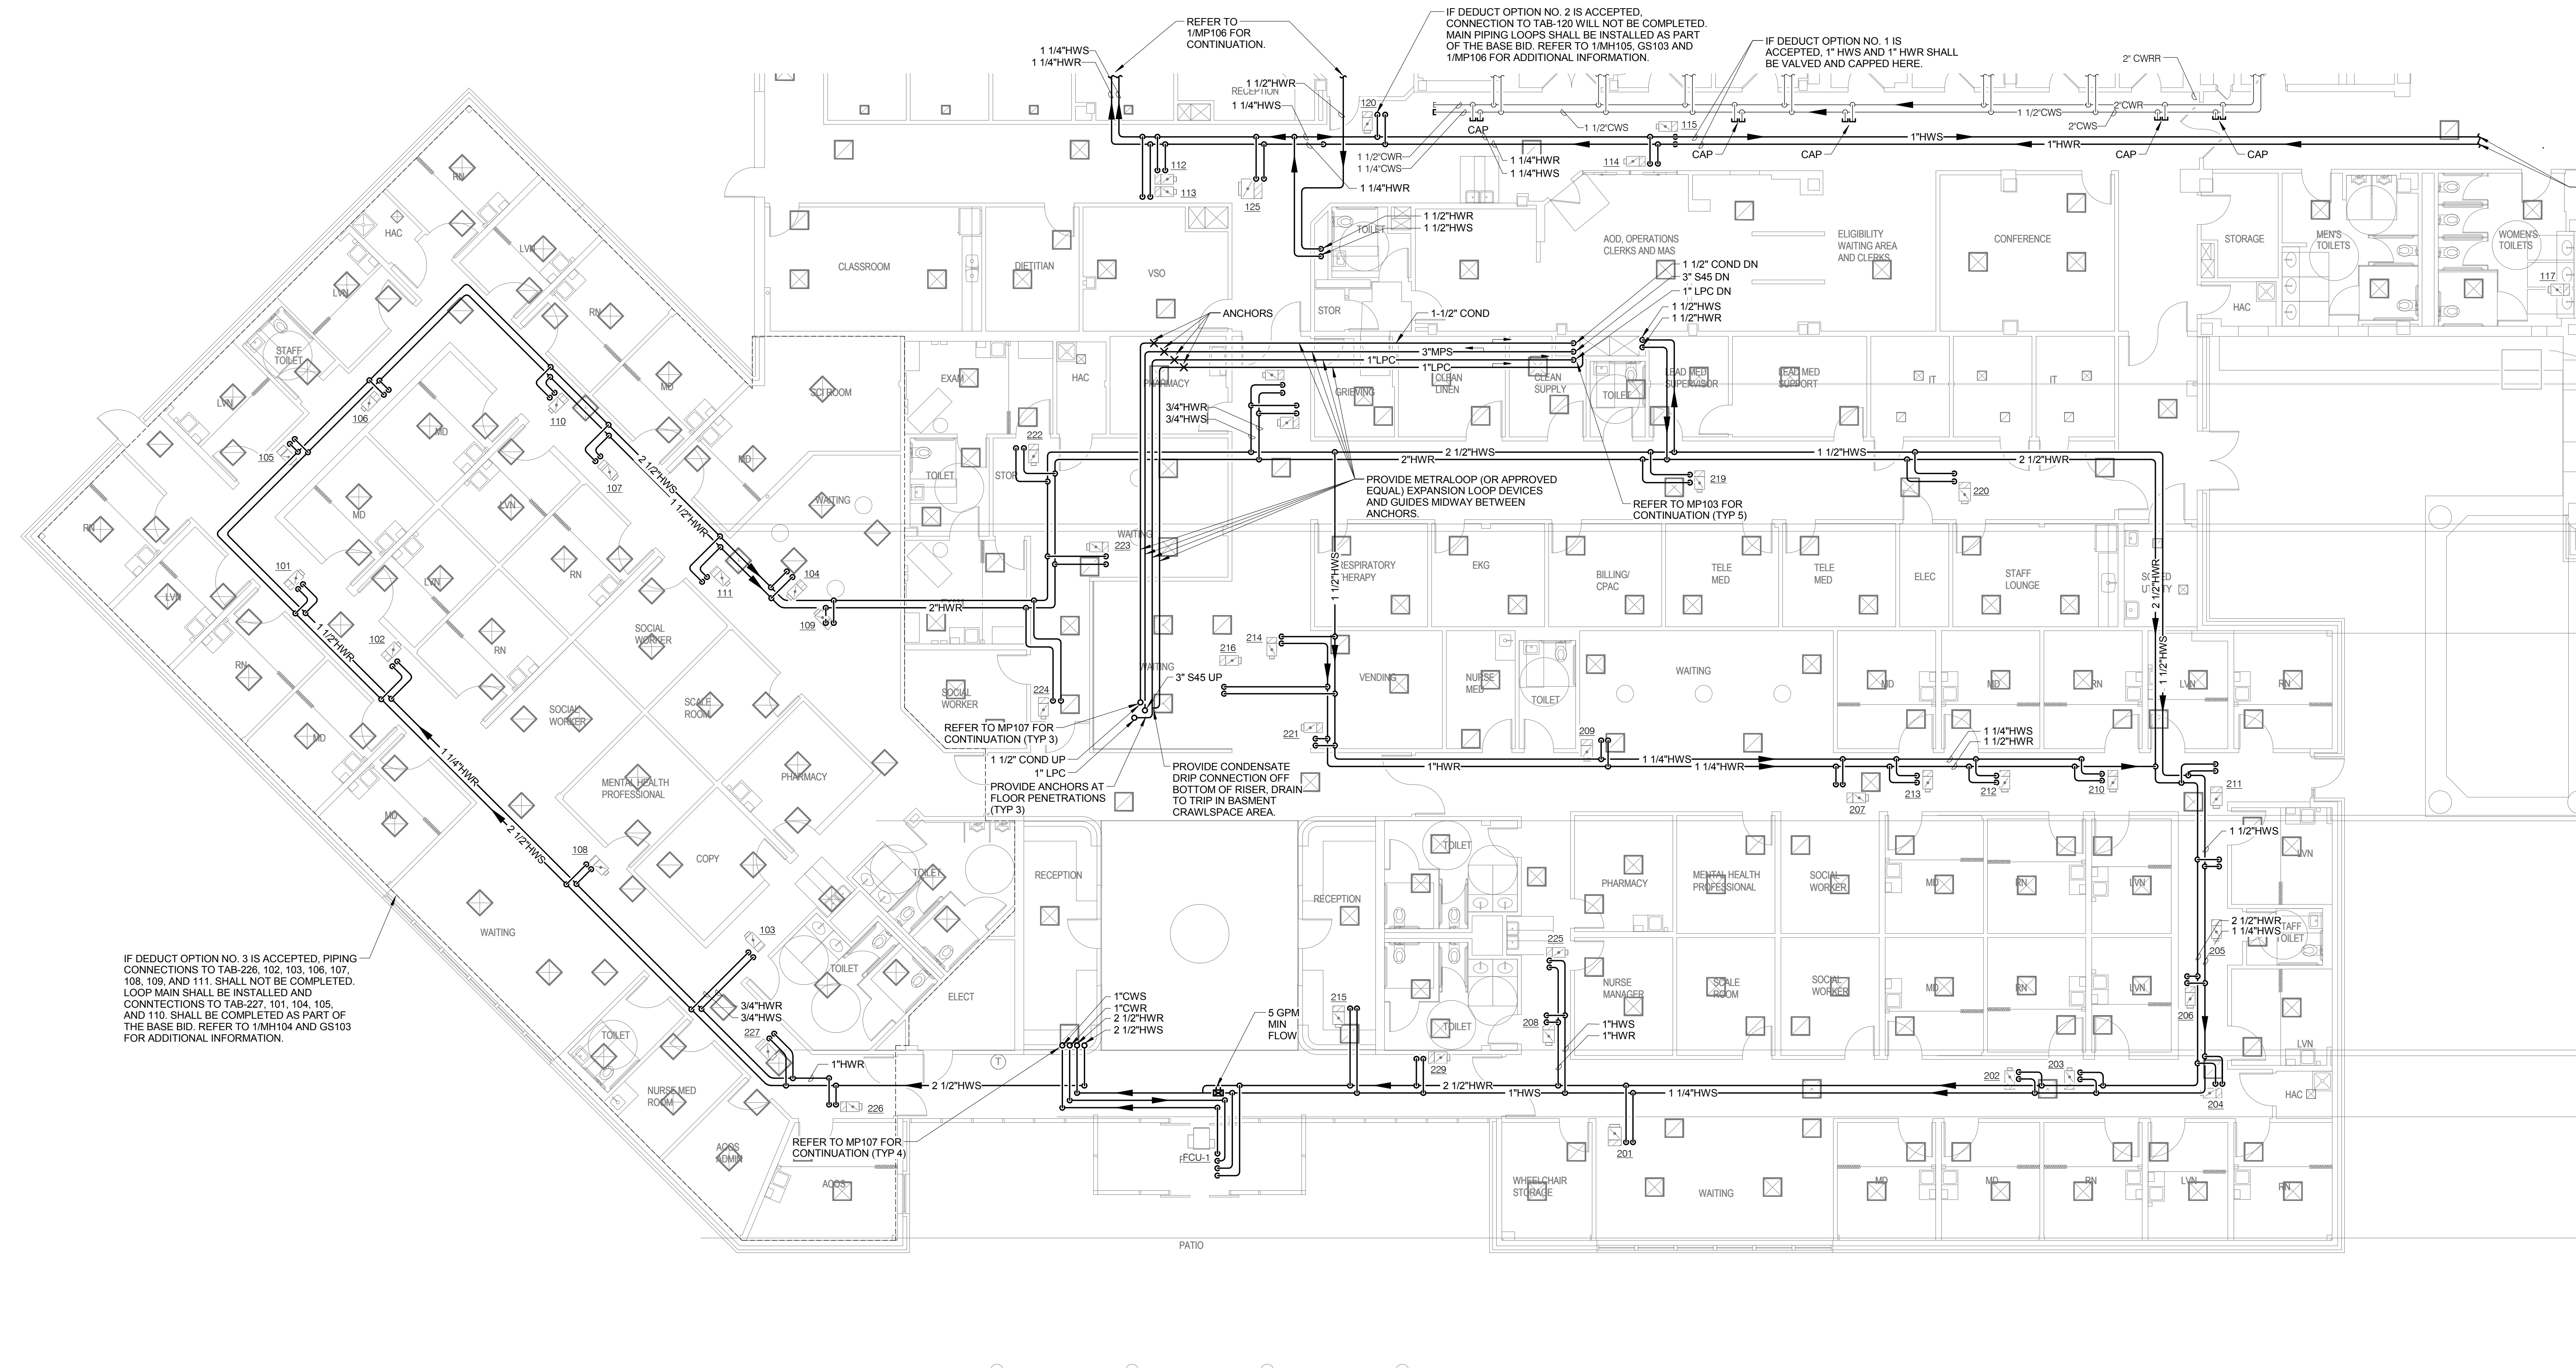 REFER TO
1/MP106 FOR
CONTINUATION.
IF DEDUCT OPTION NO. 2 IS ACCEPTED,
CONNECTION TO TAB-120 WILL NOT BE COMPLETED.
MAIN PIPING LOOPS SHALL BE INSTALLED AS PART
OF THE BASE BID. REFER TO 1/MH105, GS103 AND
1/MP106 FOR ADDITIONAL INFORMATION.
IF DEDUCT OPTION NO. 1 IS
ACCEPTED, 1" HWS AND 1" HWR SHALL
BE VALVED AND CAPPED HERE.
1 1/4"HWS
1 1/4"HWR
2" CWRR
1 1/2"HWR
RECEPTION
1 1/4"HWS
120
2"CWR
1 1/2"CWS
2"CWS
115
CAP
1"HWS
1"HWR
1 1/2"CWR
1 1/4"CWS
1 1/4"HWR
1 1/4"HWS
114
CAP
CAP
CAP
CAP
112
113
125
1 1/4"HWR
RN
HAC
LVN
LVN
RN
STAFF
TOILET
LVN
MD
CLASSROOM
DIETITIAN
VSO
TOILET
1 1/2"HWR
1 1/2"HWS
AOD, OPERATIONS
CLERKS AND MAS
ELIGIBILITY
WAITING AREA
AND CLERKS
CONFERENCE
STORAGE
MEN'S
TOILETS
WOMEN'S
TOILETS
117
HAC
1 1/2" COND DN
3" S45 DN
1" LPC DN
1 1/2"HWS
1 1/2"HWR
STOR
ANCHORS
1-1/2" COND
3"MPS
1"LPC
1"LPC
EXAM
HAC
PHARMACY
GRIEVING
CLEAN
LINEN
CLEAN
SUPPLY
TOILET
LEAD MED
SUPERVISOR
LEAD MED
SUPPORT
IT
IT
3/4"HWR
3/4"HWS
SCI ROOM
106
110
105
107
MD
MD
LVN
MD
2 1/2"HWS
1 1/2"HWR
WAITING
TOILET
STOR
222
2 1/2"HWS
1 1/2"HWS
2"HWR
2 1/2"HWR
219
220
PROVIDE METRALOOP (OR APPROVED
EQUAL) EXPANSION LOOP DEVICES
AND GUIDES MIDWAY BETWEEN
ANCHORS.
REFER TO MP103 FOR
CONTINUATION (TYP 5)
WAITING
223
RN
LVN
RN
LVN
RN
101
102
111
104
109
2"HWR
1 1/2"HWR
1 1/2"HWS
EKG
BILLING/
CPAC
TELE
MED
TELE
MED
ELEC
STAFF
LOUNGE
2 1/2"HWR
1 1/2"HWS
RN
MD
MD
SOCIAL
WORKER
SOCIAL
WORKER
SCALE
ROOM
SOCIAL
WORKER
224
WAITING
3" S45 UP
214
216
VENDING
NURSE
MED
TOILET
WAITING
MD
MD
RN
LVN
RN
REFER TO MP107 FOR
CONTINUATION (TYP 3)
1 1/2" COND UP
1" LPC
PROVIDE ANCHORS AT
FLOOR PENETRATIONS
(TYP 3)
PROVIDE CONDENSATE
DRIP CONNECTION OFF
BOTTOM OF RISER, DRAIN
TO TRIP IN BASMENT
CRAWLSPACE AREA.
221
209
1"HWR
1 1/4"HWS
1 1/4"HWR
1 1/4"HWS
1 1/2"HWR
207
213
212
210
211
1 1/4"HWR
2 1/2"HWS
MENTAL HEALTH
PROFESSIONAL
PHARMACY
COPY
108
WAITING
103
TOILET
TOILET
ELECT
RECEPTION
RECEPTION
TOILET
TOILET
PHARMACY
MENTAL HEALTH
PROFESSIONAL
SOCIAL
WORKER
MD
RN
LVN
LVN
1 1/2"HWS
NURSE
MANAGER
SCALE
ROOM
SOCIAL
WORKER
MD
RN
LVN
2 1/2"HWR
1 1/4"HWS
205
206
LVN
IF DEDUCT OPTION NO. 3 IS ACCEPTED, PIPING
CONNECTIONS TO TAB-226, 102, 103, 106, 107,
108, 109, AND 111. SHALL NOT BE COMPLETED.
LOOP MAIN SHALL BE INSTALLED AND
CONNTECTIONS TO TAB-227, 101, 104, 105,
AND 110. SHALL BE COMPLETED AS PART OF
THE BASE BID. REFER TO 1/MH104 AND GS103
FOR ADDITIONAL INFORMATION.
3/4"HWR
3/4"HWS
227
1"HWR
TOILET
NURSE MED
ROOM
226
2 1/2"HWS
T
1"CWS
1"CWR
2 1/2"HWR
2 1/2"HWS
5 GPM
MIN
FLOW
215
225
208
1"HWS
1"HWR
229
2 1/2"HWR
1"HWS
1 1/4"HWS
202
203
204
HAC
REFER TO MP107 FOR
CONTINUATION (TYP 4)
FCU-1
201
ACOS
ADMIN
ACOS
WHEELCHAIR
STORAGE
WAITING
MD
MD
RN
LVN
RN
PATIO